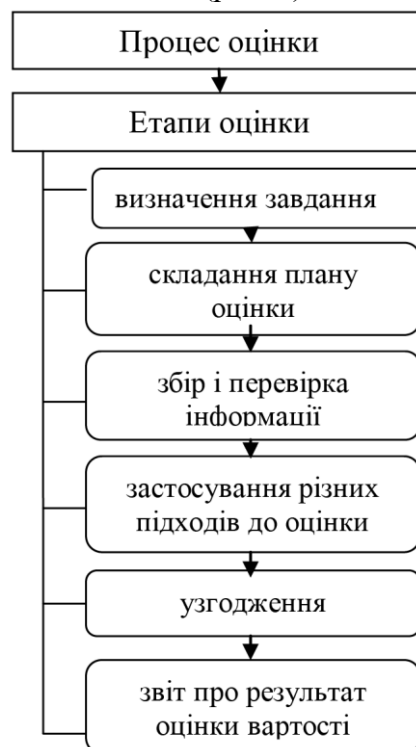 Процес оцінки
Етапи оцінки
визначення завдання
складання плану
оцінки
збір і перевірка
інформації
застосування різних
підходів до оцінки
узгодження
звіт про результат
оцінки вартості